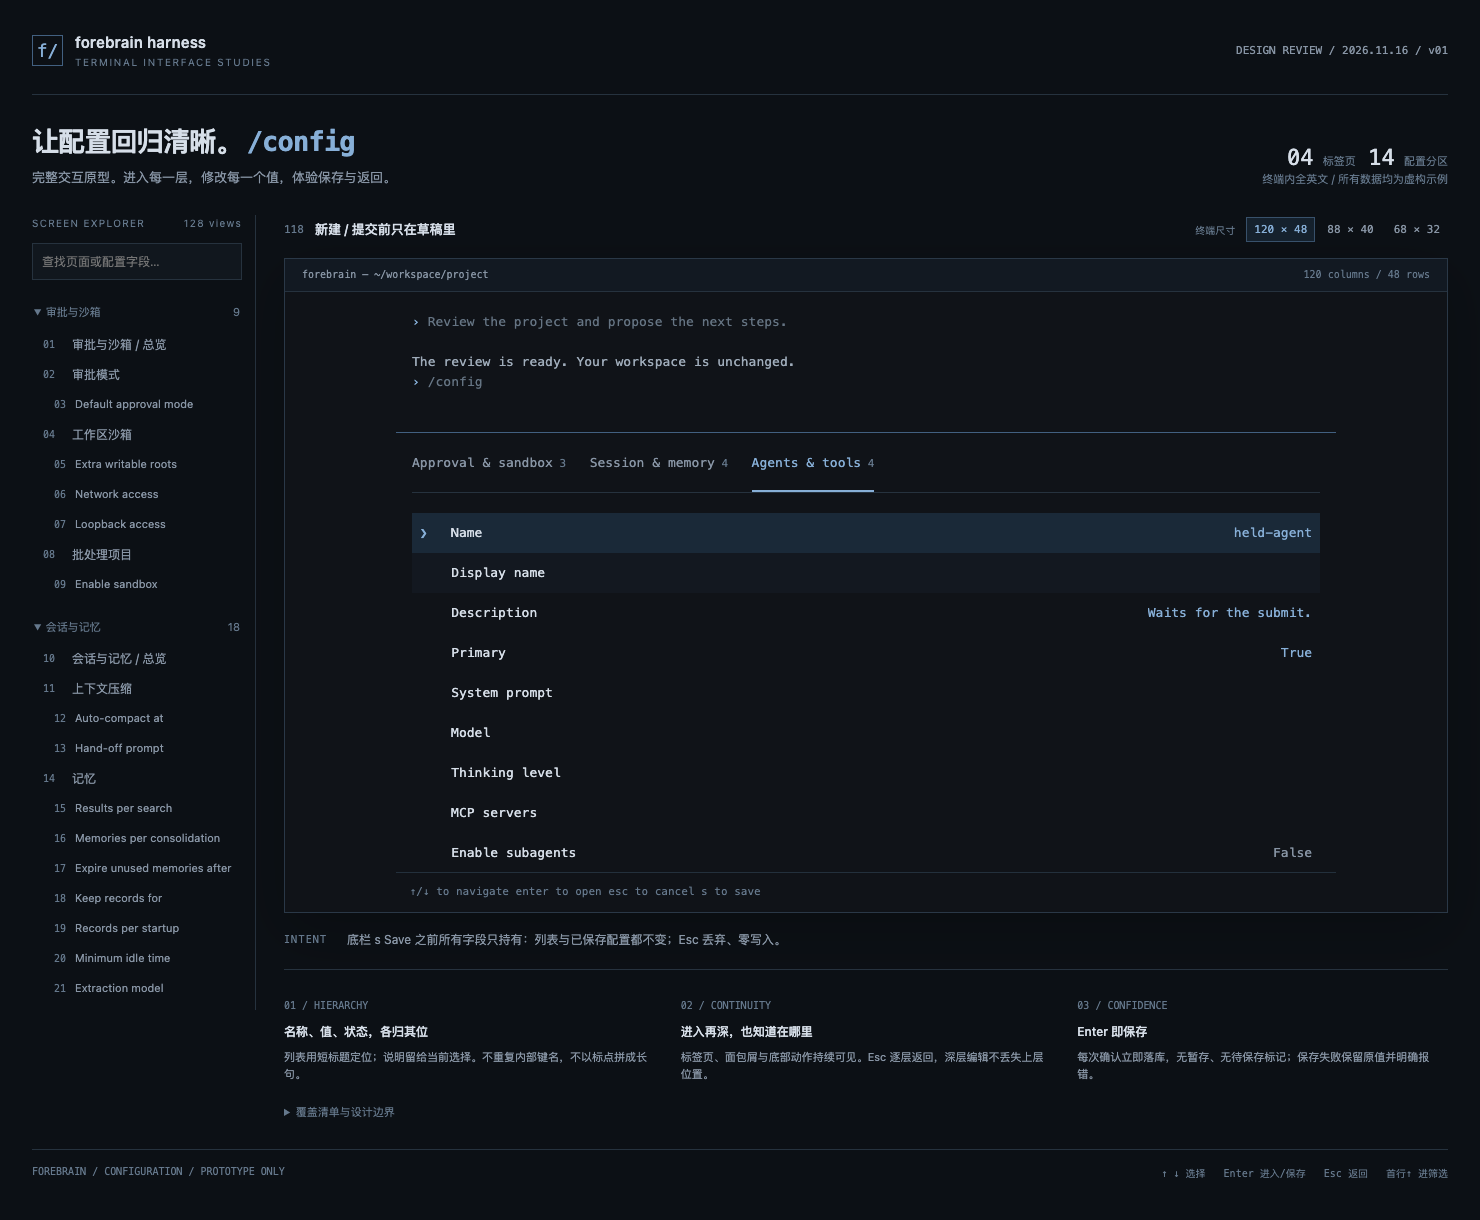 f/
forebrain harness
TERMINAL INTERFACE STUDIES
DESIGN REVIEW / 2026.11.16 / v01
让配置回归清晰。 /config
完整交互原型。进入每一层，修改每一个值，体验保存与返回。
04 标签页 14 配置分区
终端内全英文 / 所有数据均为虚构示例
SCREEN EXPLORER 128 views
查找页面或配置字段…
▼ 审批与沙箱 9
01 审批与沙箱 / 总览
02 审批模式
03 Default approval mode
04 工作区沙箱
05 Extra writable roots
06 Network access
07 Loopback access
08 批处理项目
09 Enable sandbox
▼ 会话与记忆 18
10 会话与记忆 / 总览
11 上下文压缩
12 Auto-compact at
13 Hand-off prompt
14 记忆
15 Results per search
16 Memories per consolidation
17 Expire unused memories after
18 Keep records for
19 Records per startup
20 Minimum idle time
21 Extraction model
118 新建 / 提交前只在草稿里
终端尺寸 120 × 48 88 × 40 68 × 32
forebrain — ~/workspace/project
120 columns / 48 rows
› Review the project and propose the next steps.
The review is ready. Your workspace is unchanged.
› /config
Approval & sandbox 3 Session & memory 4 Agents & tools 4
❯ Name held-agent
Display name
Description Waits for the submit.
Primary True
System prompt
Model
Thinking level
MCP servers
Enable subagents False
↑/↓ to navigate enter to open esc to cancel s to save
INTENT 底栏 s Save 之前所有字段只持有：列表与已保存配置都不变；Esc 丢弃、零写入。
01 / HIERARCHY
名称、值、状态，各归其位
列表用短标题定位；说明留给当前选择。不重复内部键名，不以标点拼成长
句。
02 / CONTINUITY
进入再深，也知道在哪里
标签页、面包屑与底部动作持续可见。Esc 逐层返回，深层编辑不丢失上层
位置。
03 / CONFIDENCE
Enter 即保存
每次确认立即落库，无暂存、无待保存标记；保存失败保留原值并明确报
错。
▶ 覆盖清单与设计边界
FOREBRAIN / CONFIGURATION / PROTOTYPE ONLY
↑ ↓ 选择 Enter 进入/保存 Esc 返回 首行↑ 进筛选